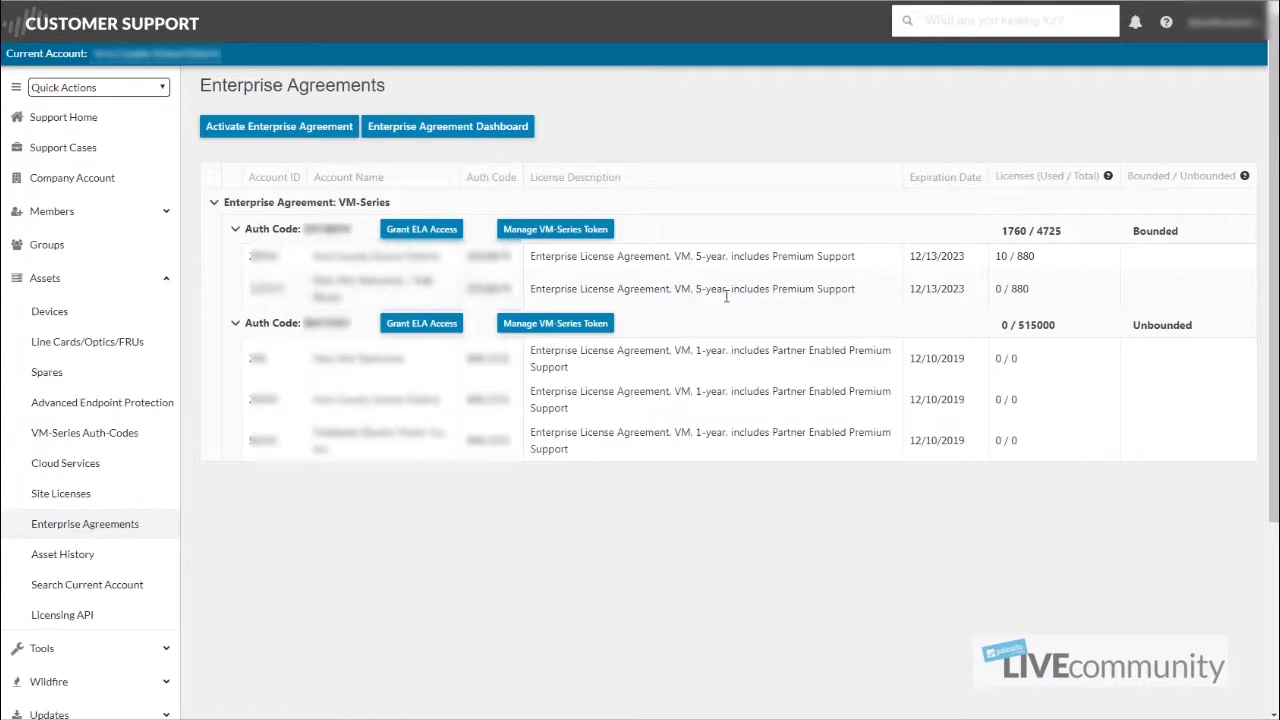 CUSTOMER SUPPORT
What are you looking for?
Current Account:
Quick Actions
Support Home
Support Cases
Company Account
Members
Groups
Assets
Devices
Line Cards/Optics/FRUs
Spares
Advanced Endpoint Protection
VM-Series Auth-Codes
Cloud Services
Site Licenses
Enterprise Agreements
Asset History
Search Current Account
Licensing API
Tools
Wildfire
Updates
Enterprise Agreements
Activate Enterprise Agreement Enterprise Agreement Dashboard
Account ID Account Name Auth Code License Description Expiration Date Licenses (Used / Total) Bounded / Unbounded
Enterprise Agreement: VM-Series
Auth Code: Grant ELA Access Manage VM-Series Token 1760 / 4725 Bounded
Enterprise License Agreement, VM, 5-year, includes Premium Support 12/13/2023 10 / 880
Enterprise License Agreement, VM, 5-year, includes Premium Support 12/13/2023 0 / 880
Auth Code: Grant ELA Access Manage VM-Series Token 0 / 515000 Unbounded
Enterprise License Agreement, VM, 1-year, includes Partner Enabled Premium
Support 12/10/2019 0 / 0
Enterprise License Agreement, VM, 1-year, includes Partner Enabled Premium
Support 12/10/2019 0 / 0
Enterprise License Agreement, VM, 1-year, includes Partner Enabled Premium
Support 12/10/2019 0 / 0
paloalto
LIVEcommunity